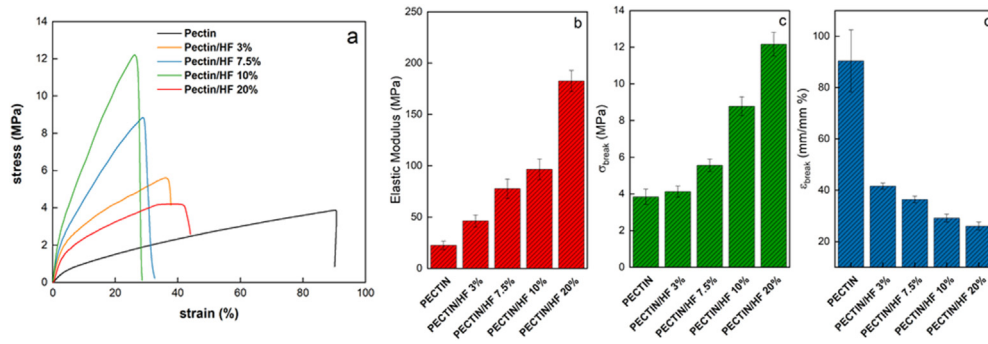 a
Pectin
Pectin/HF 3%
Pectin/HF 7.5%
Pectin/HF 10%
Pectin/HF 20%
stress (MPa)
14
12
10
8
6
4
2
0
0 20 40 60 80 100
strain (%)
b
Elastic Modulus (MPa)
250
200
150
100
50
0
PECTIN
PECTIN/HF 3%
PECTIN/HF 7.5%
PECTIN/HF 10%
PECTIN/HF 20%
c
σbreak
(MPa)
14
12
10
8
6
4
2
0
PECTIN
PECTIN/HF 3%
PECTIN/HF 7.5%
PECTIN/HF 10%
PECTIN/HF 20%
εbreak (mm/mm %)
100
80
60
40
20
PECTIN
PECTIN/HF 3%
PECTIN/HF 7.5%
PECTIN/HF 10%
PECTIN/HF 20%